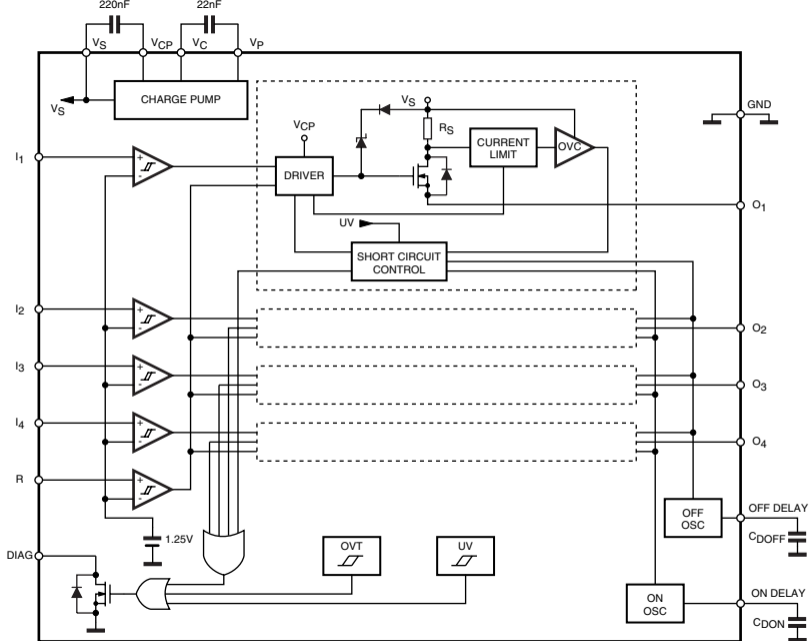 220nF
22nF
VS
VCP
VC
VP
VS
CHARGE PUMP
GND
VS
RS
VCP
I1
DRIVER
CURRENT LIMIT
OVC
O1
UV
SHORT CIRCUIT CONTROL
I2
O2
I3
O3
I4
O4
R
1.25V
OFF OSC
OFF DELAY
CDOFF
DIAG
OVT
UV
ON OSC
ON DELAY
CDON